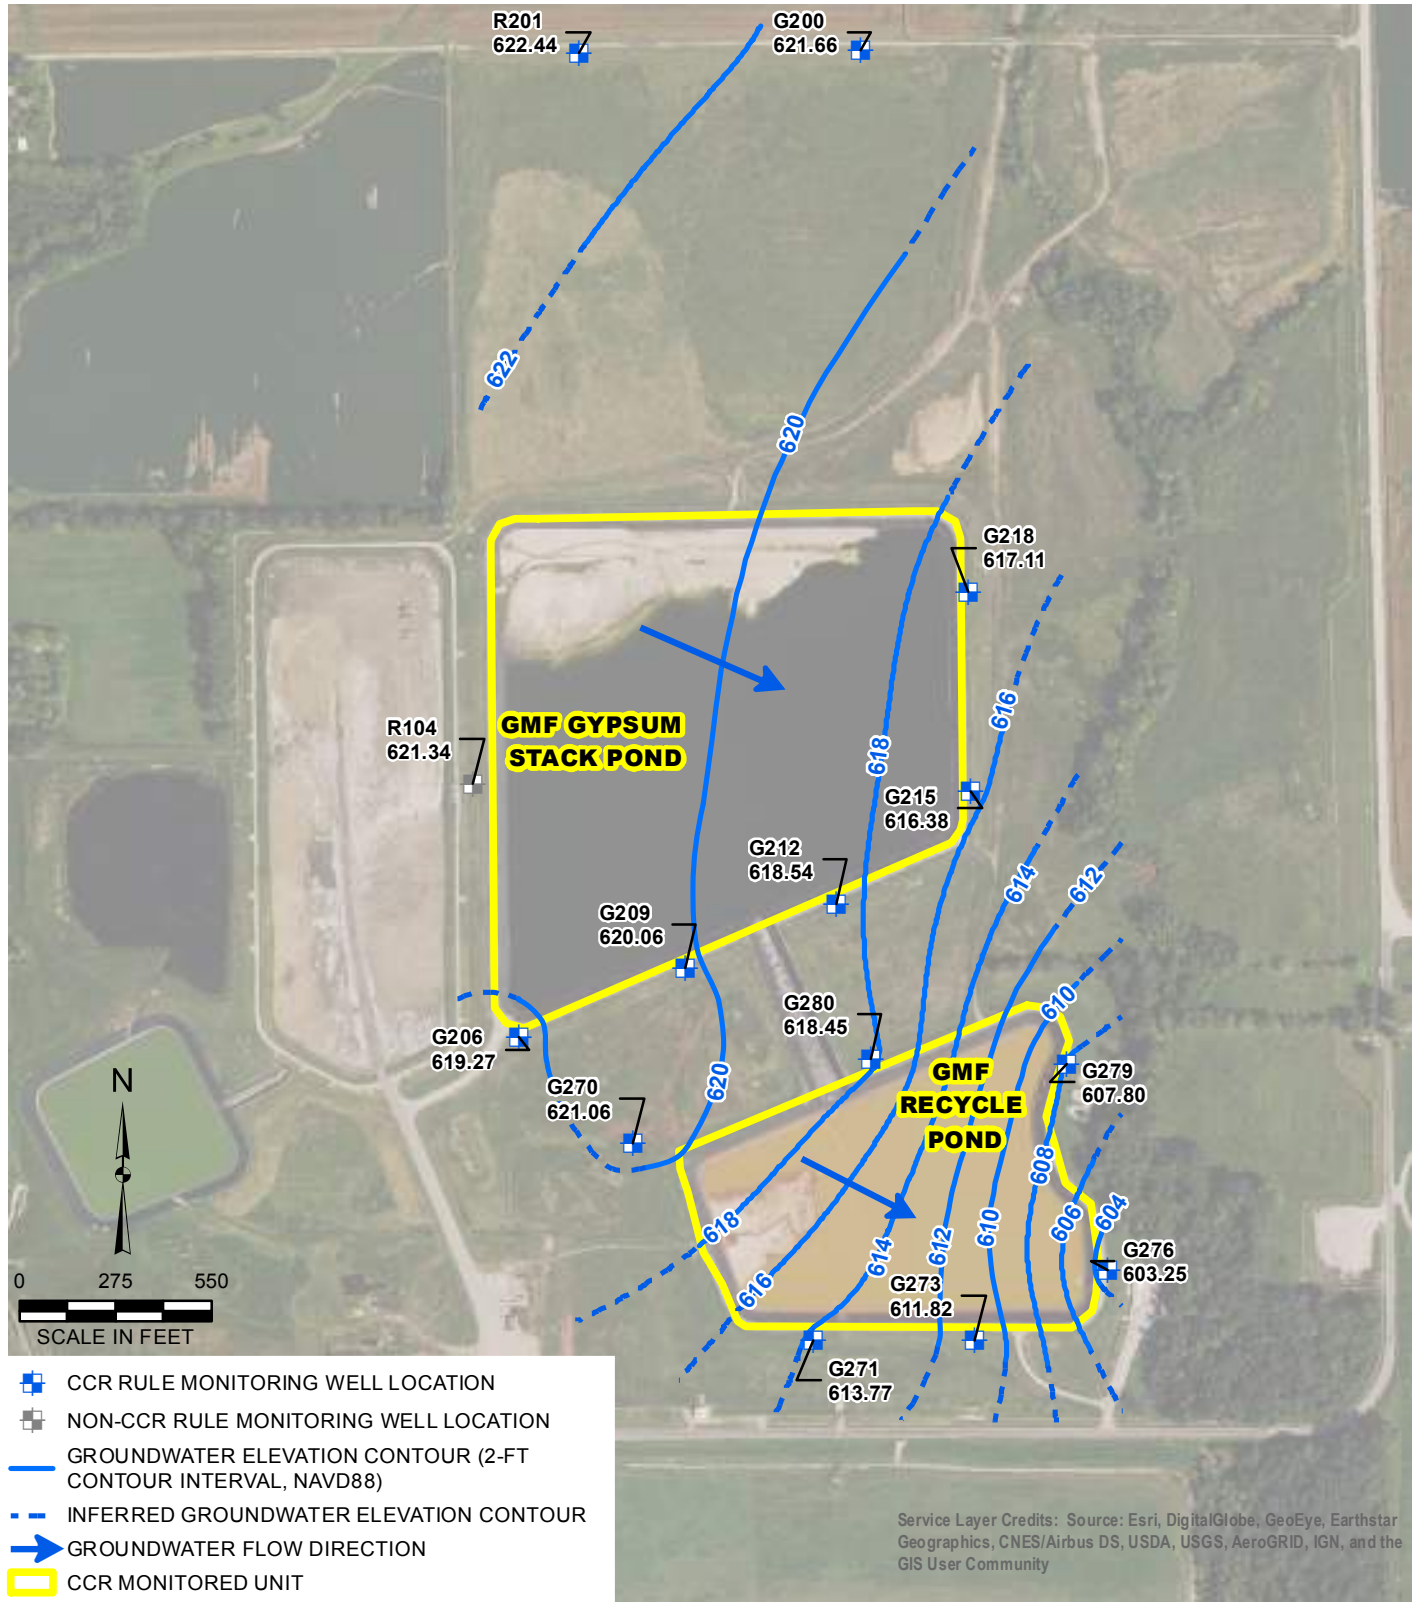 R201
622.44
G200
621.66
622
620
G218
617.11
616
R104
621.34
GMF GYPSUM
STACK POND
618
G215
616.38
G212
618.54
614
612
G209
620.06
610
G280
618.45
G206
619.27
GMF
RECYCLE
POND
G279
607.80
G270
621.06
620
608
618
616
614
612
610
606
604
G276
603.25
G273
611.82
G271
613.77
N
0 275 550
SCALE IN FEET
CCR RULE MONITORING WELL LOCATION
NON-CCR RULE MONITORING WELL LOCATION
GROUNDWATER ELEVATION CONTOUR (2-FT
CONTOUR INTERVAL, NAVD88)
INFERRED GROUNDWATER ELEVATION CONTOUR
GROUNDWATER FLOW DIRECTION
CCR MONITORED UNIT
Service Layer Credits: Source: Esri, DigitalGlobe, GeoEye, Earthstar
Geographics, CNES/Airbus DS, USDA, USGS, AeroGRID, IGN, and the
GIS User Community